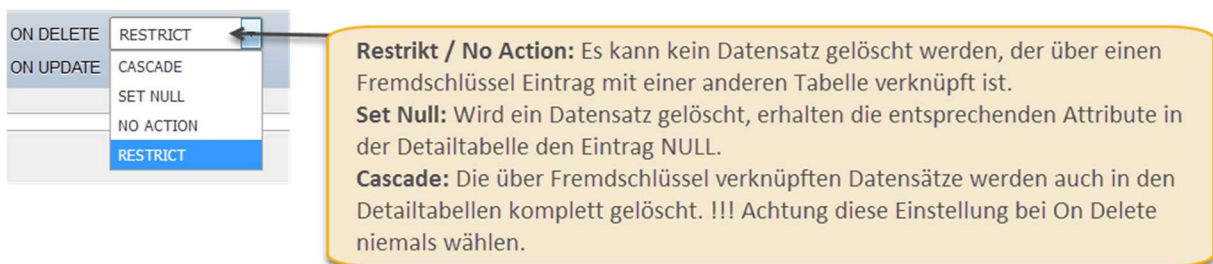 ON DELETE RESTRICT
ON UPDATE CASCADE
SET NULL
NO ACTION
RESTRICT
Restrikt / No Action: Es kann kein Datensatz gelöscht werden, der über einen
Fremdschlüssel Eintrag mit einer anderen Tabelle verknüpft ist.
Set Null: Wird ein Datensatz gelöscht, erhalten die entsprechenden Attribute in
der Detailtabelle den Eintrag NULL.
Cascade: Die über Fremdschlüssel verknüpften Datensätze werden auch in den
Detailtabellen komplett gelöscht. !!! Achtung diese Einstellung bei On Delete
niemals wählen.